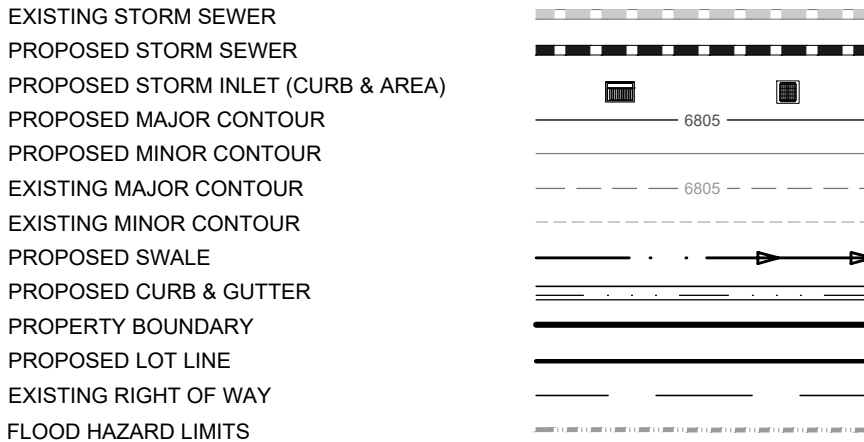 EXISTING STORM SEWER
PROPOSED STORM SEWER
PROPOSED STORM INLET (CURB & AREA)
PROPOSED MAJOR CONTOUR 6805
PROPOSED MINOR CONTOUR
EXISTING MAJOR CONTOUR 6805
EXISTING MINOR CONTOUR
PROPOSED SWALE
PROPOSED CURB & GUTTER
PROPERTY BOUNDARY
PROPOSED LOT LINE
EXISTING RIGHT OF WAY
FLOOD HAZARD LIMITS